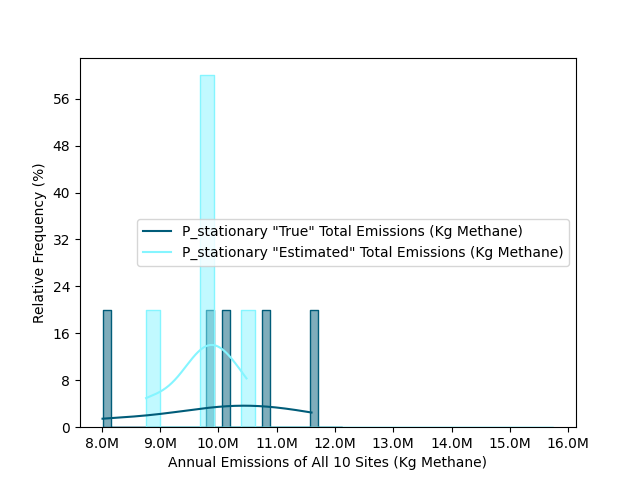 56
48
40
32
24
16
8
0
Relative Frequency (%)
P_stationary "True" Total Emissions (Kg Methane)
P_stationary "Estimated" Total Emissions (Kg Methane)
8.0M 9.0M 10.0M 11.0M 12.0M 13.0M 14.0M 15.0M 16.0M
Annual Emissions of All 10 Sites (Kg Methane)